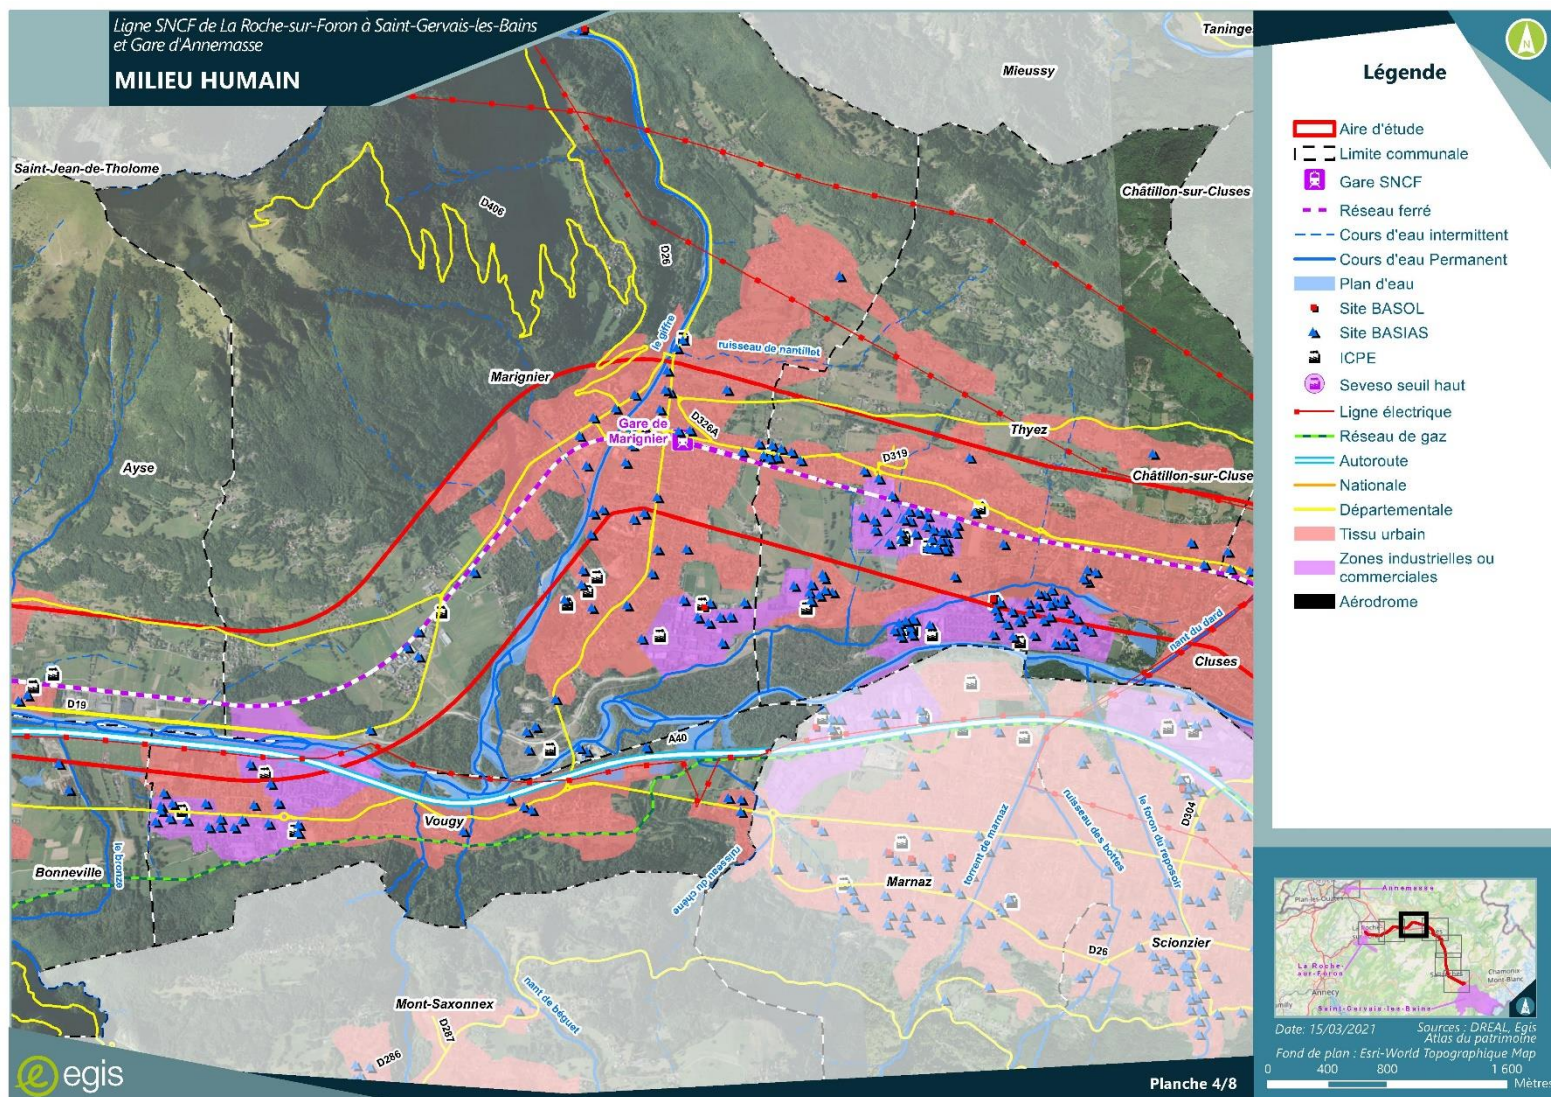 Ligne SNCF de La Roche-sur-Foron à Saint-Gervais-les-Bains
et Gare d'Annemasse
MILIEU HUMAIN
Taninge
Mieussy
Saint-Jean-de-Tholome
Châtillon-sur-Cluses
D406
D26
le giffre
ruisseau de nantillet
Marignier
D326A
Gare de
Marignier
Thyez
Ayse
D319
Châtillon-sur-Cluse
nant du dard
Cluses
D19
A40
Vougy
D304
torrent de marnaz
ruisseau des bottes
le foron du reposoir
Bonneville
le bronze
ruisseau du chêne
Marnaz
D26
Scionzier
Mont-Saxonnex
nant de béguet
D287
D286
egis
Planche 4/8
N
Légende
Aire d'étude
Limite communale
Gare SNCF
Réseau ferré
Cours d'eau intermittent
Cours d'eau Permanent
Plan d'eau
Site BASOL
Site BASIAS
ICPE
Seveso seuil haut
Ligne électrique
Réseau de gaz
Autoroute
Nationale
Départementale
Tissu urbain
Zones industrielles ou
commerciales
Aérodrome
Annemasse
Plan-les-Ouates
La Roche-
sur-Foron
Annecy
Chamonix
Mont-Blanc
Saint-Gervais-les-Bains
Date: 15/03/2021
Sources : DREAL, Egis
Atlas du patrimoine
Fond de plan : Esri-World Topographique Map
0 400 800 1 600
Mètres